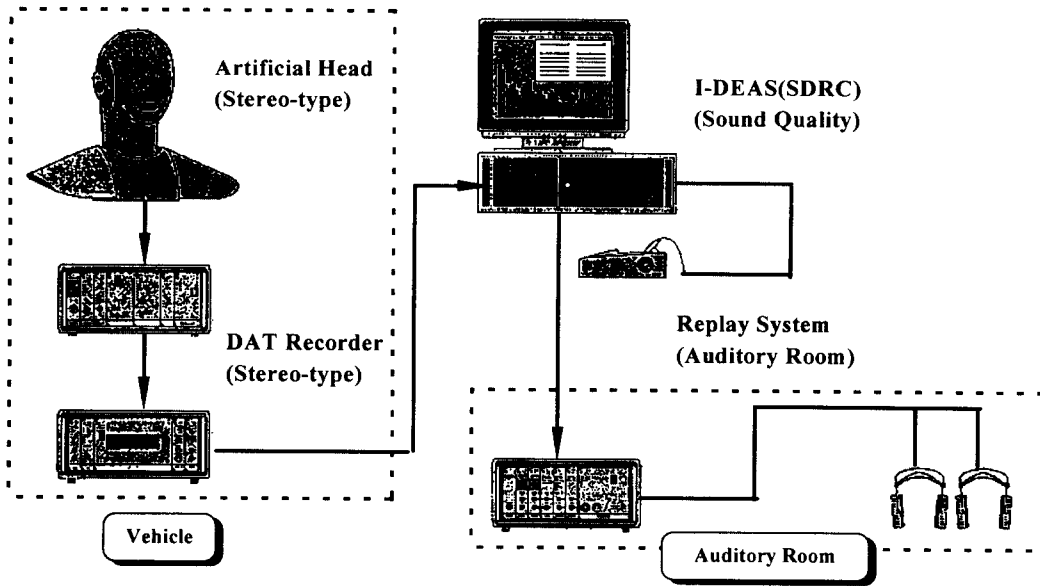 Artificial Head
(Stereo-type)
DAT Recorder
(Stereo-type)
Vehicle
I-DEAS(SDRC)
(Sound Quality)
Replay System
(Auditory Room)
Auditory Room